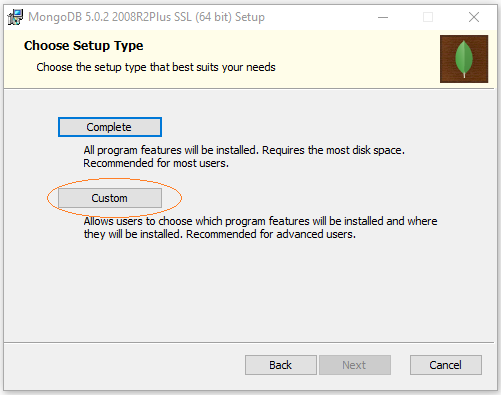 MongoDB 5.0.2 2008R2Plus SSL (64 bit) Setup
Choose Setup Type
Choose the setup type that best suits your needs
Complete
All program features will be installed. Requires the most disk space.
Recommended for most users.
Custom
Allows users to choose which program features will be installed and where
they will be installed. Recommended for advanced users.
Back Next Cancel